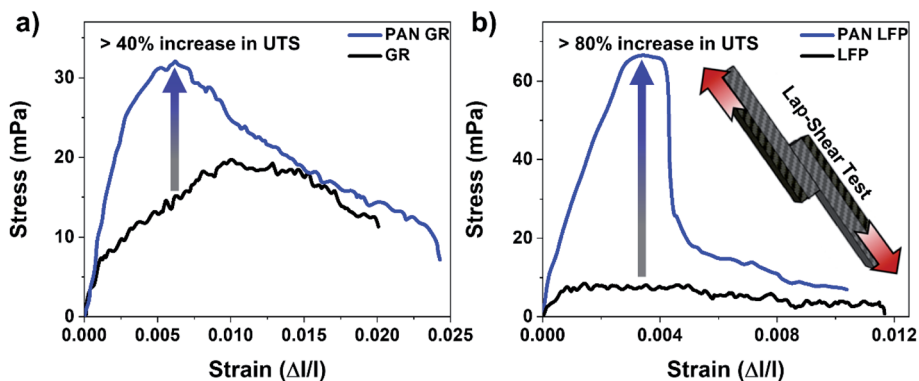 a)
> 40% increase in UTS
PAN GR
GR
Stress (mPa)
30
20
10
0
0.000
0.005
0.010
0.015
0.020
0.025
Strain (Δl/l)
b)
> 80% increase in UTS
PAN LFP
LFP
Lap-Shear Test
Stress (mPa)
60
40
20
0
0.000
0.004
0.008
0.012
Strain (Δl/l)